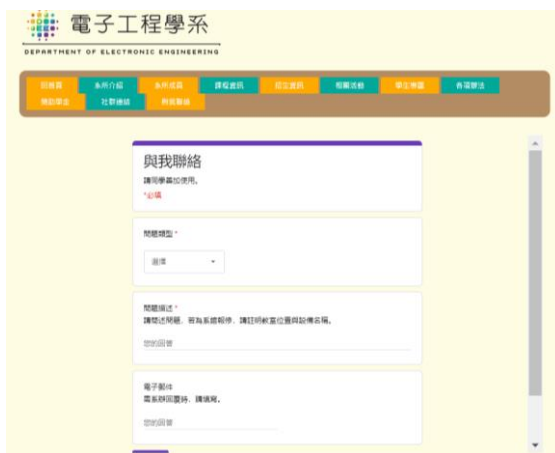 電子工程學系
DEPARTMENT OF ELECTRONIC ENGINEERING
回首頁 系所介紹 系所成員 課程資訊 招生資訊 相關活動 學生專區 各項辦法
獎助學金 社群連結 與我聯絡
與我聯絡
請同學善加使用。
*必填
問題類型 *
選擇
問題描述 *
請簡述問題，若為系館報修，請註明教室位置與設備名稱。
您的回答
電子郵件
需系辦回覆時，請填寫。
您的回答